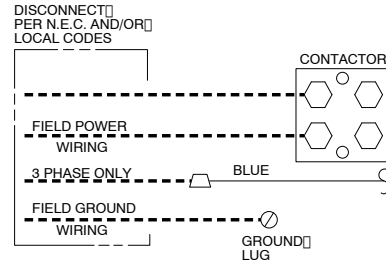 DISCONNECT
PER N.E.C. AND/OR
LOCAL CODES
CONTACTOR
FIELD POWER
WIRING
3 PHASE ONLY
BLUE
FIELD GROUND
WIRING
GROUND
LUG